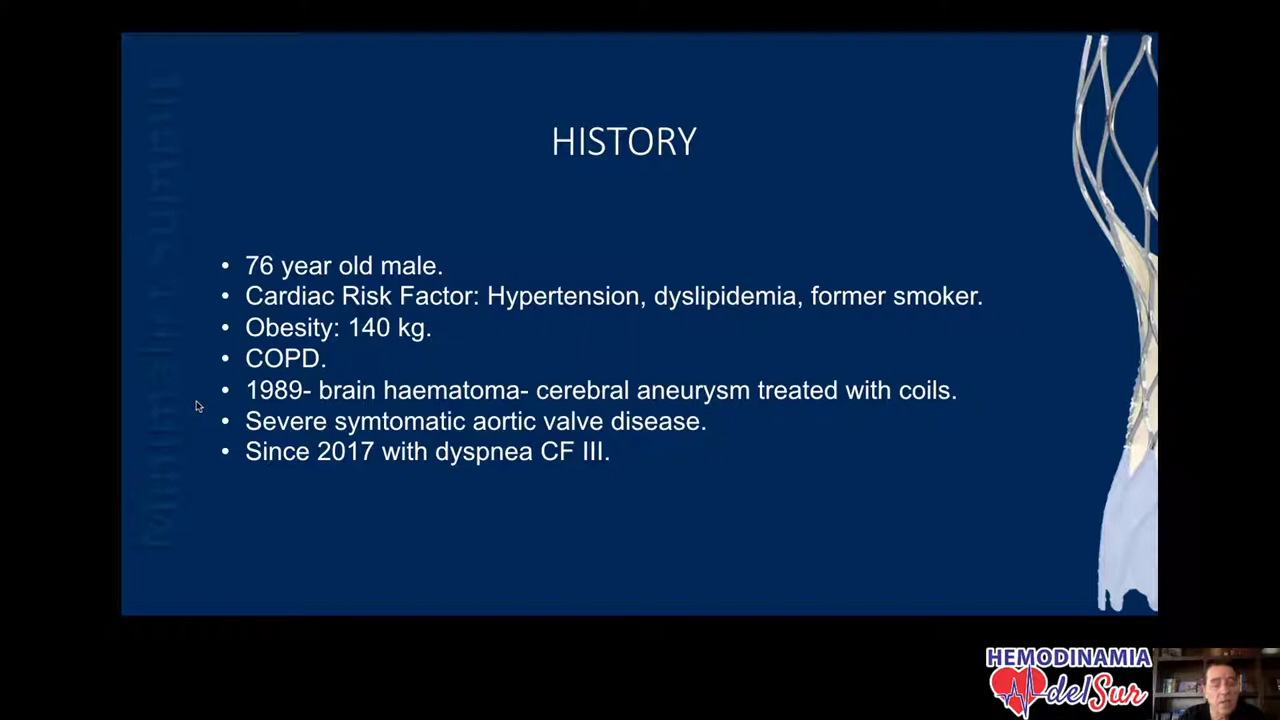 HISTORY
• 76 year old male.
• Cardiac Risk Factor: Hypertension, dyslipidemia, former smoker.
• Obesity: 140 kg.
• COPD.
• 1989- brain haematoma- cerebral aneurysm treated with coils.
• Severe symtomatic aortic valve disease.
• Since 2017 with dyspnea CF III.
HEMODINAMIA
del Sur